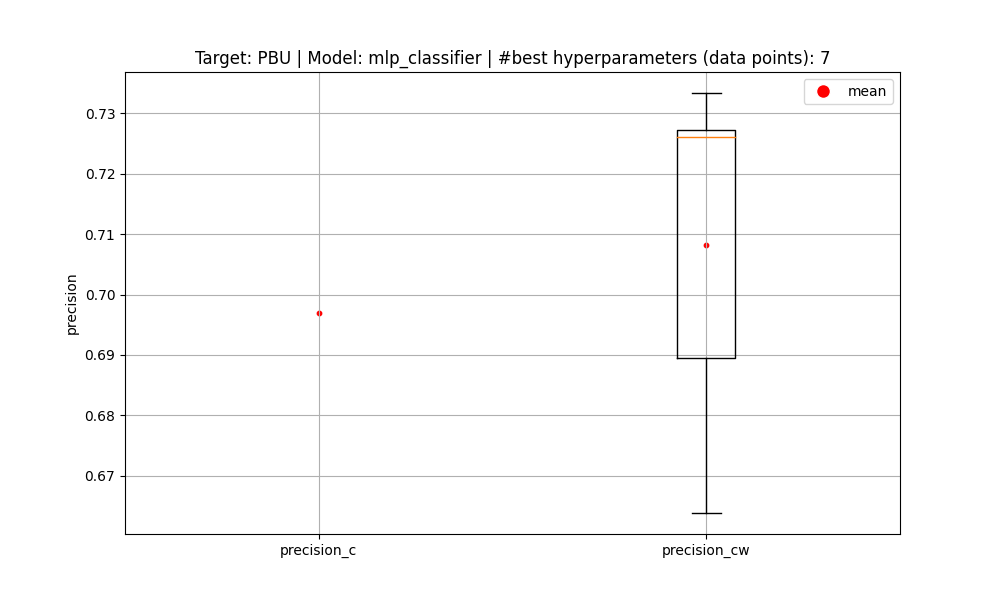 Target: PBU | Model: mlp_classifier | #best hyperparameters (data points): 7
mean
0.73
0.72
0.71
0.70
0.69
0.68
0.67
precision
precision_c
precision_cw